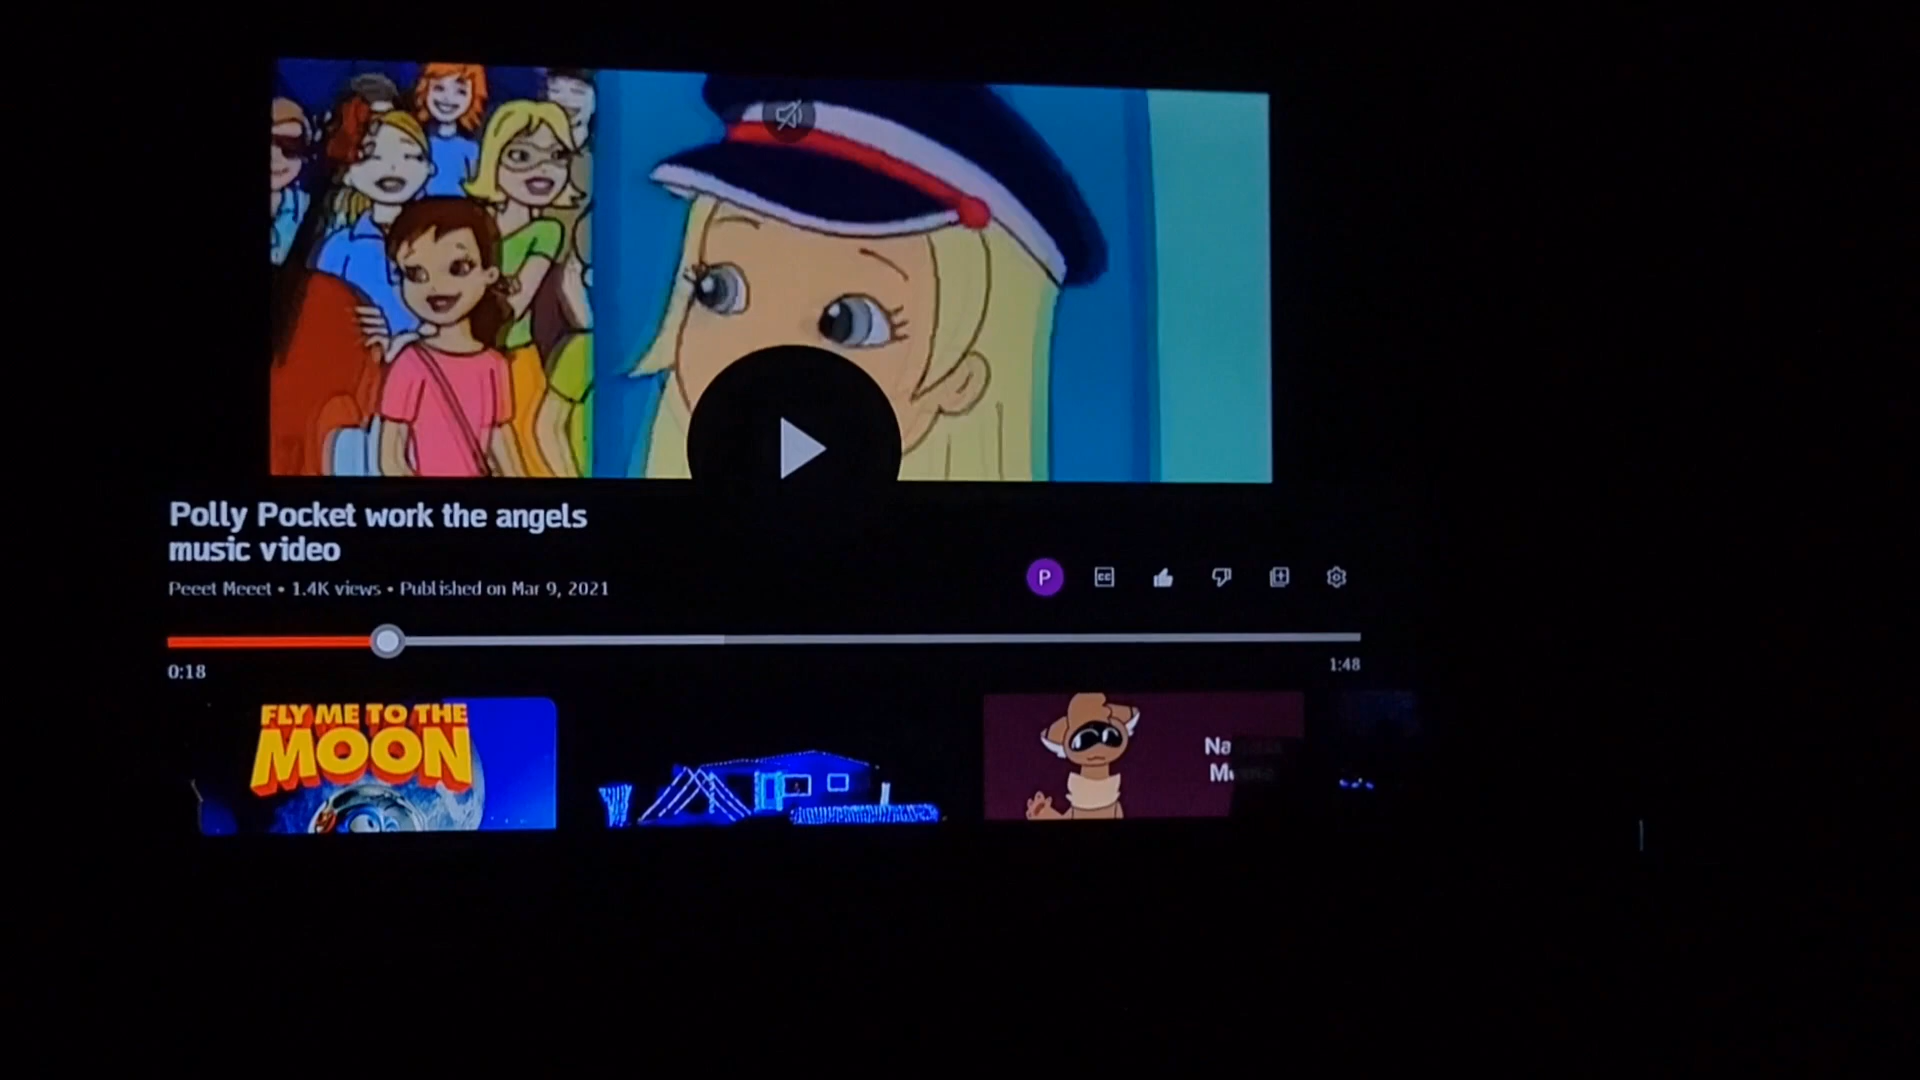 Polly Pocket work the angels
music video
Peeet Meeet • 1.4K views • Published on Mar 9, 2021
P
CC
0:18
1:48
FLY ME TO THE
MOON